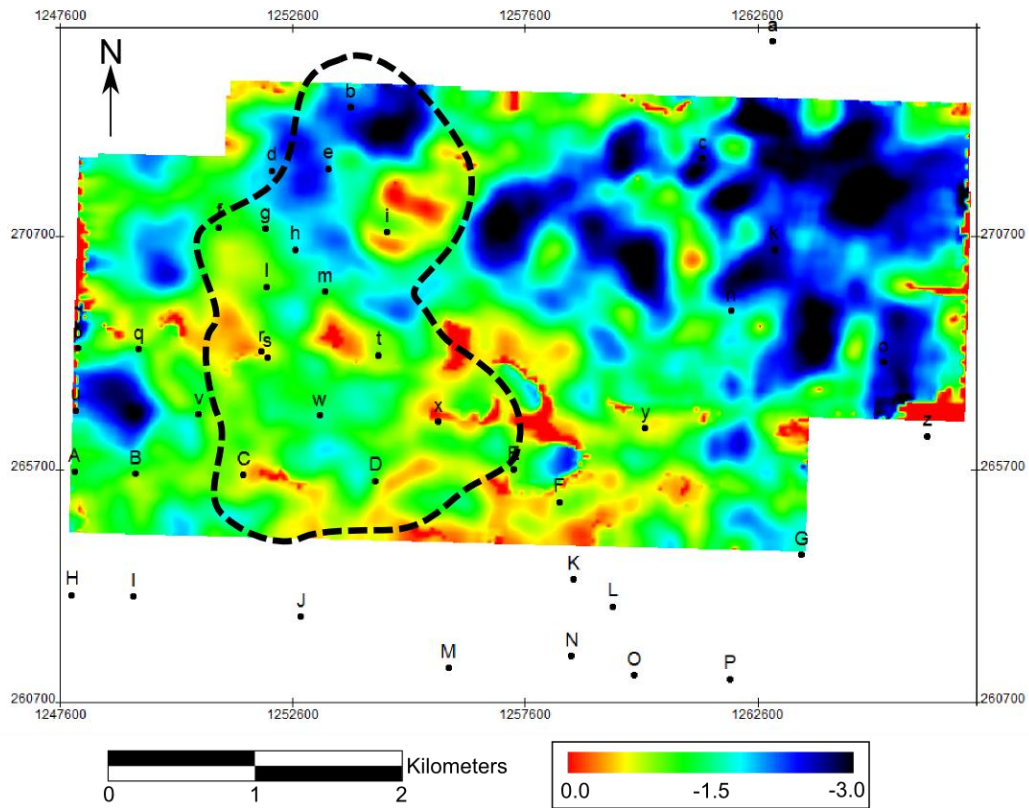 1247600 1252600 1257600 1262600
a
N
b
c
d e
f g i
h k
270700 270700
l m
n
p q r s t o
u v w x y
z
A B C D E
265700 265700
F
G
H I K
J L
M N O P
260700 260700
1247600 1252600 1257600 1262600
Kilometers
0 1 2
0.0 -1.5 -3.0